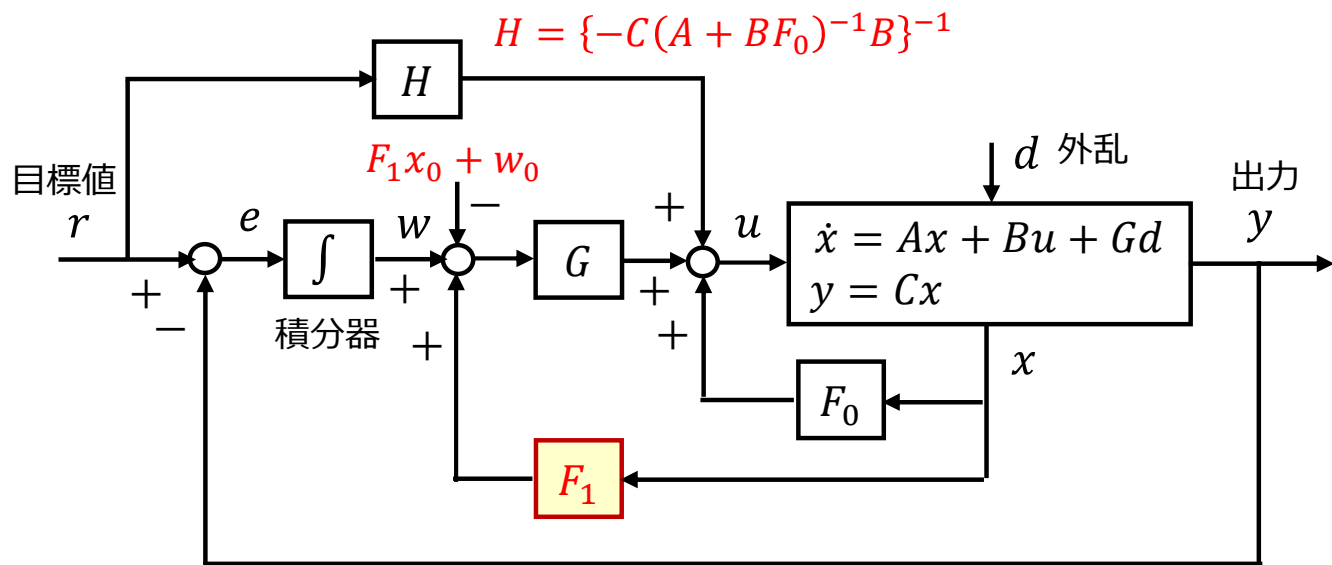 H = {−C(A + BF₀)⁻¹B}⁻¹
H
F₁x₀ + w₀
−
d 外乱
目標値
r
出力
y
e
∫
w
G
+
u
ẋ = Ax + Bu + Gd
y = Cx
+
−
積分器
+
+
+
+
x
F₀
F₁